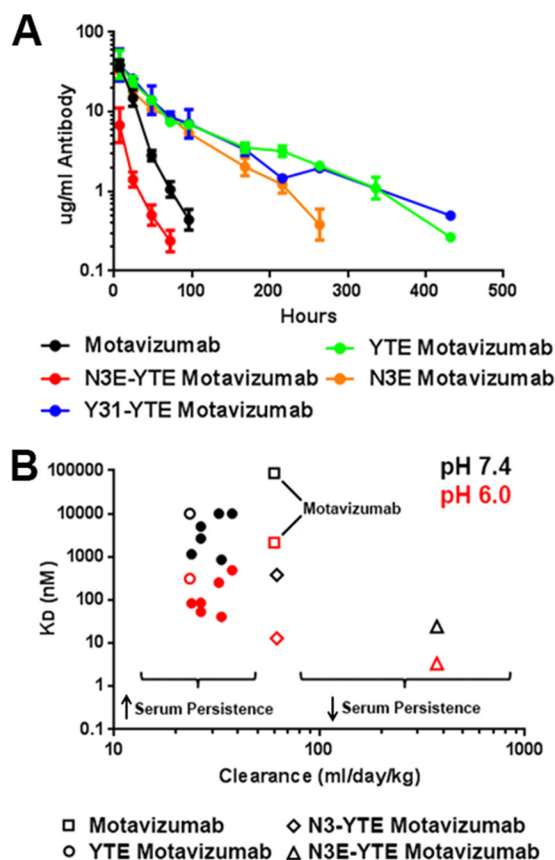 A
ug/ml Antibody
100
10
1
0.1
0 100 200 300 400 500
Hours
Motavizumab
YTE Motavizumab
N3E-YTE Motavizumab
N3E Motavizumab
Y31-YTE Motavizumab
B
KD (nM)
100000
10000
1000
100
10
1
0.1
pH 7.4
pH 6.0
Motavizumab
↑ Serum Persistence
↓ Serum Persistence
10 100 1000
Clearance (ml/day/kg)
Motavizumab
N3-YTE Motavizumab
YTE Motavizumab
N3E-YTE Motavizumab